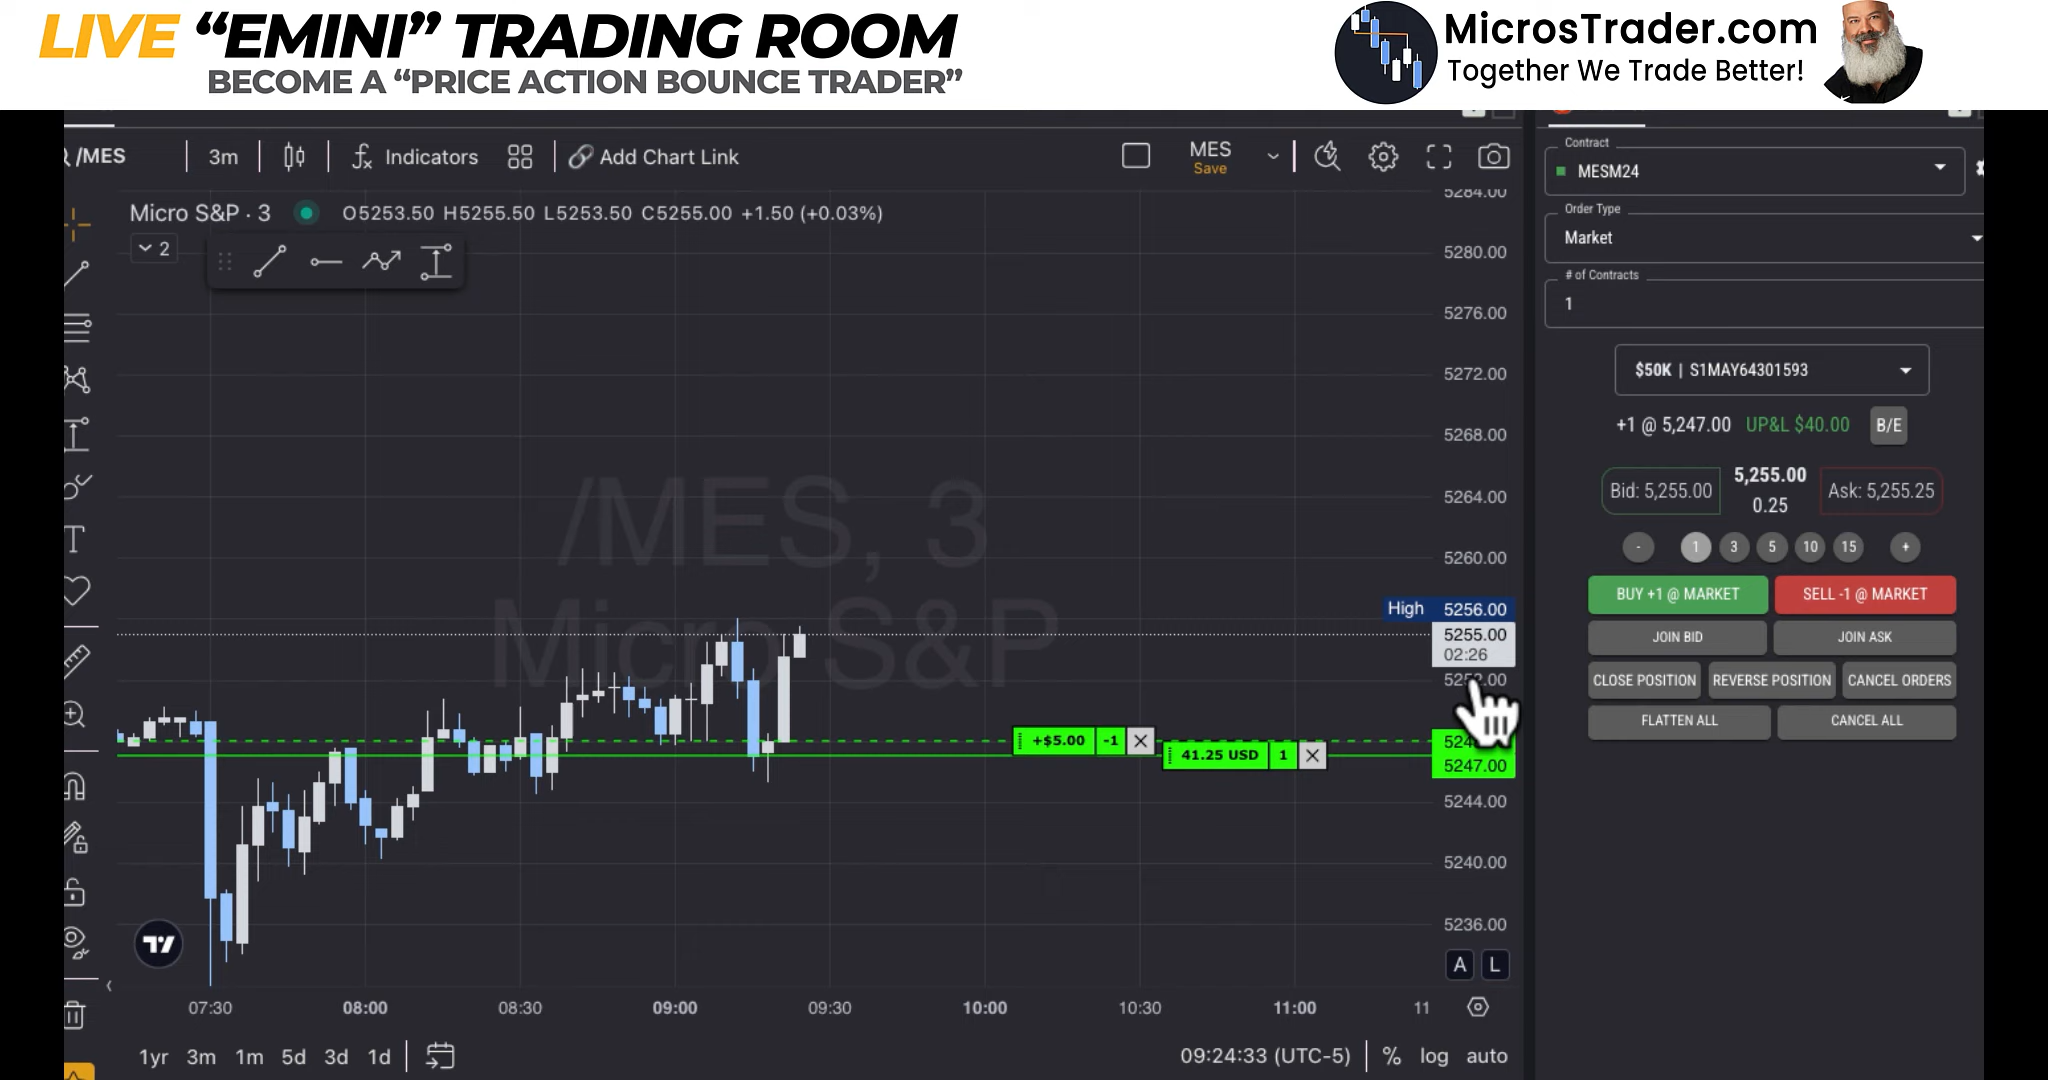 LIVE “EMINI” TRADING ROOM
BECOME A “PRICE ACTION BOUNCE TRADER”
MicrosTrader.com
Together We Trade Better!
/MES
3m
Indicators
Add Chart Link
MES
Save
Micro S&P · 3
O5253.50 H5255.50 L5253.50 C5255.00 +1.50 (+0.03%)
2
/MES, 3
Micro S&P
5284.00
5280.00
5276.00
5272.00
5268.00
5264.00
5260.00
High 5256.00
5255.00
02:26
5252.00
5247.00
5244.00
5240.00
5236.00
+$5.00 -1
41.25 USD 1
A L
07:30 08:00 08:30 09:00 09:30 10:00 10:30 11:00 11
1yr 3m 1m 5d 3d 1d
09:24:33 (UTC-5) % log auto
Contract
MESM24
Order Type
Market
# of Contracts
1
$50K | S1MAY64301593
+1 @ 5,247.00 UP&L $40.00 B/E
Bid: 5,255.00 5,255.00 Ask: 5,255.25
0.25
- 1 3 5 10 15 +
BUY +1 @ MARKET SELL -1 @ MARKET
JOIN BID JOIN ASK
CLOSE POSITION REVERSE POSITION CANCEL ORDERS
FLATTEN ALL CANCEL ALL